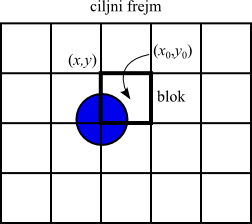 ciljni frejm
(x,y)
(x₀,y₀)
blok